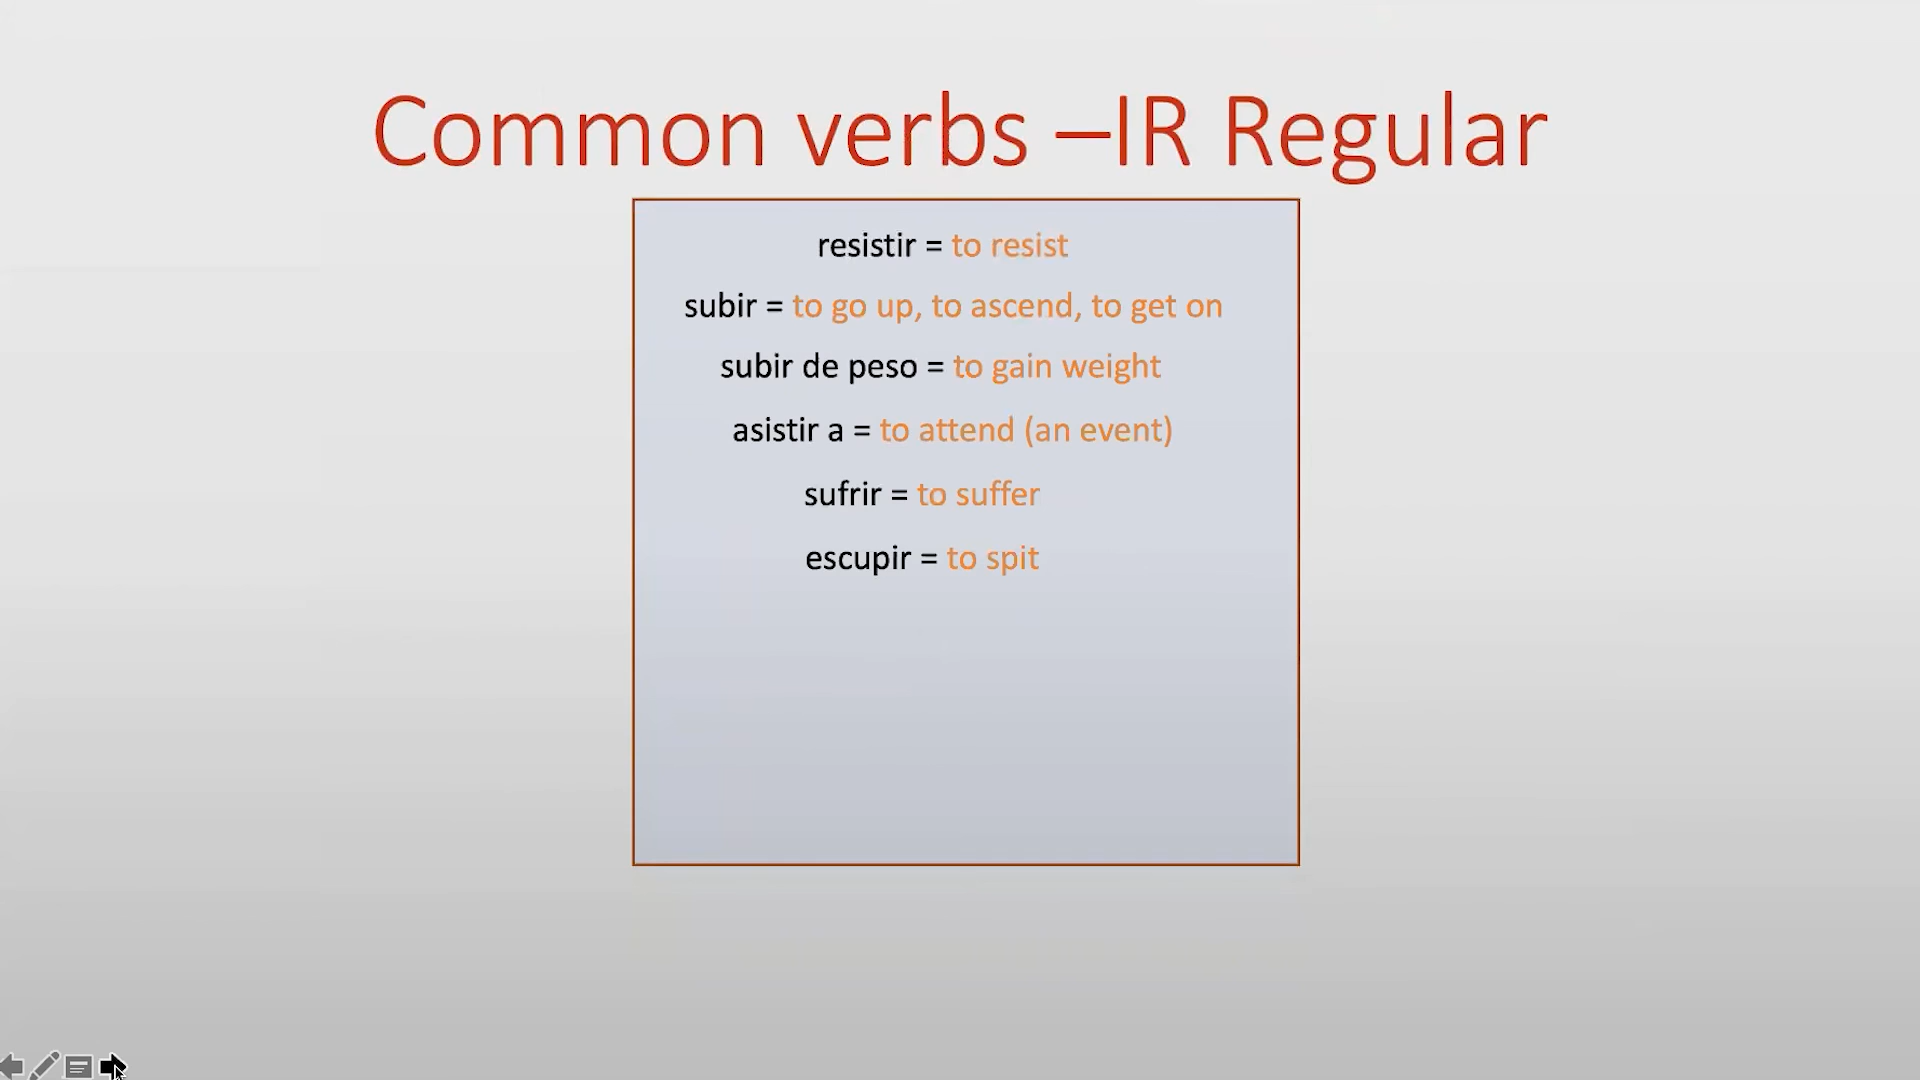 Common verbs –IR Regular
resistir = to resist
subir = to go up, to ascend, to get on
subir de peso = to gain weight
asistir a = to attend (an event)
sufrir = to suffer
escupir = to spit